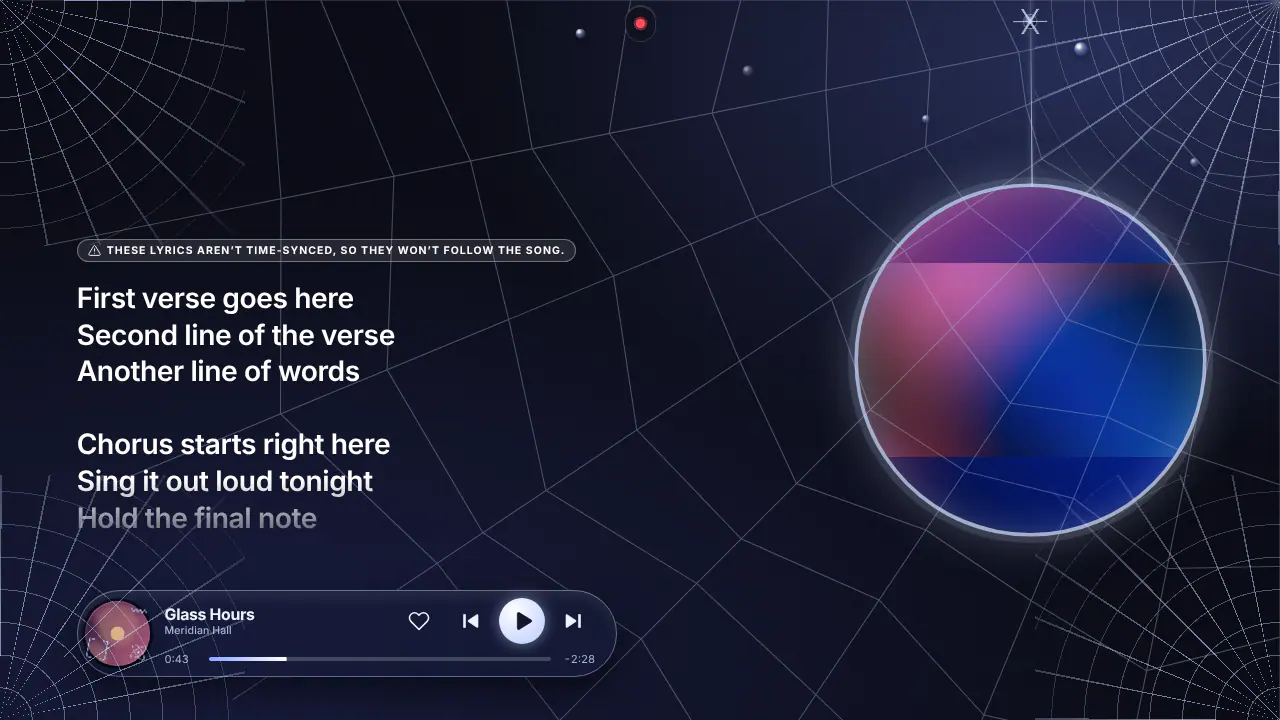 THESE LYRICS AREN'T TIME-SYNCED, SO THEY WON'T FOLLOW THE SONG.
First verse goes here
Second line of the verse
Another line of words
Chorus starts right here
Sing it out loud tonight
Hold the final note
Glass Hours
Meridian Hall
0:43
-2:28